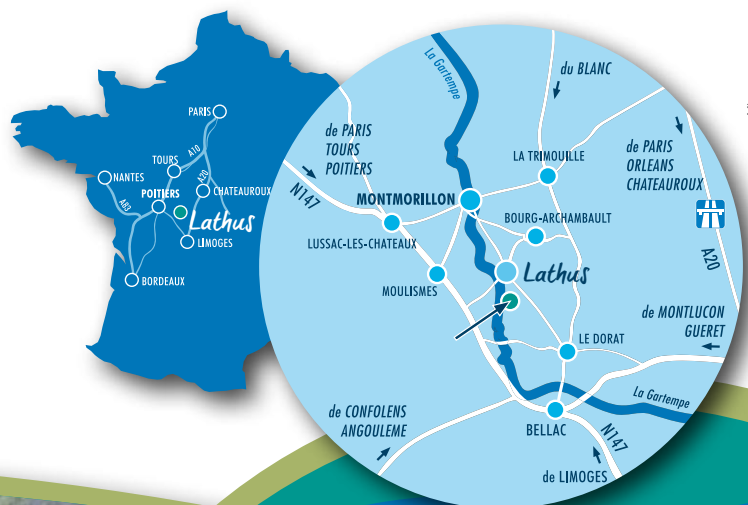 PARIS
A10
TOURS
NANTES
A20
CHATEAUROUX
POITIERS
A83
Lathus
LIMOGES
BORDEAUX
La Gartempe
du BLANC
de PARIS
TOURS
POITIERS
de PARIS
ORLEANS
CHATEAUROUX
LA TRIMOUILLE
N147
MONTMORILLON
BOURG-ARCHAMBAULT
LUSSAC-LES-CHATEAUX
A20
Lathus
MOULISMES
de MONTLUCON
GUERET
LE DORAT
La Gartempe
de CONFOLENS
ANGOULEME
BELLAC
N147
de LIMOGES